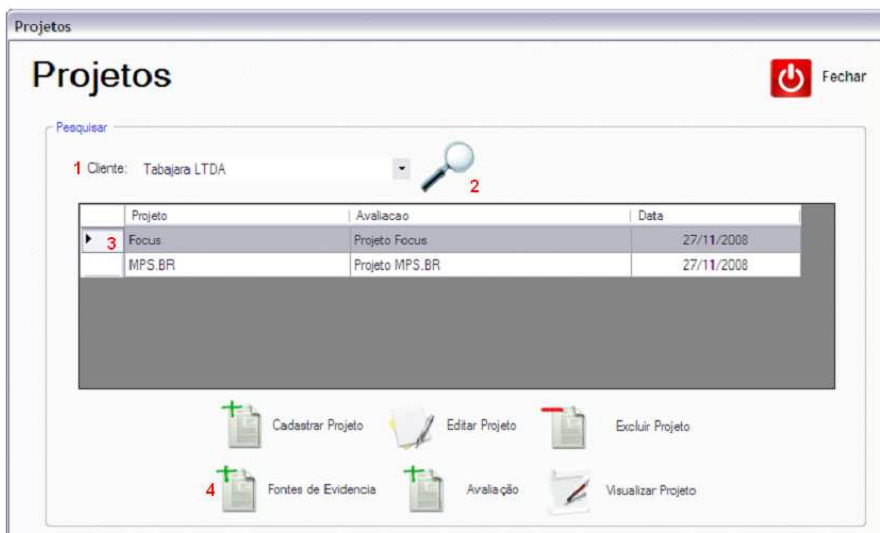 Projetos
Projetos
Fechar
Pesquisar
1 Cliente: Tabajara LTDA
2
Projeto Avaliacao Data
3 Focus Projeto Focus 27/11/2008
MPS.BR Projeto MPS.BR 27/11/2008
Cadastrar Projeto Editar Projeto Excluir Projeto
4 Fontes de Evidencia Avaliação Visualizar Projeto